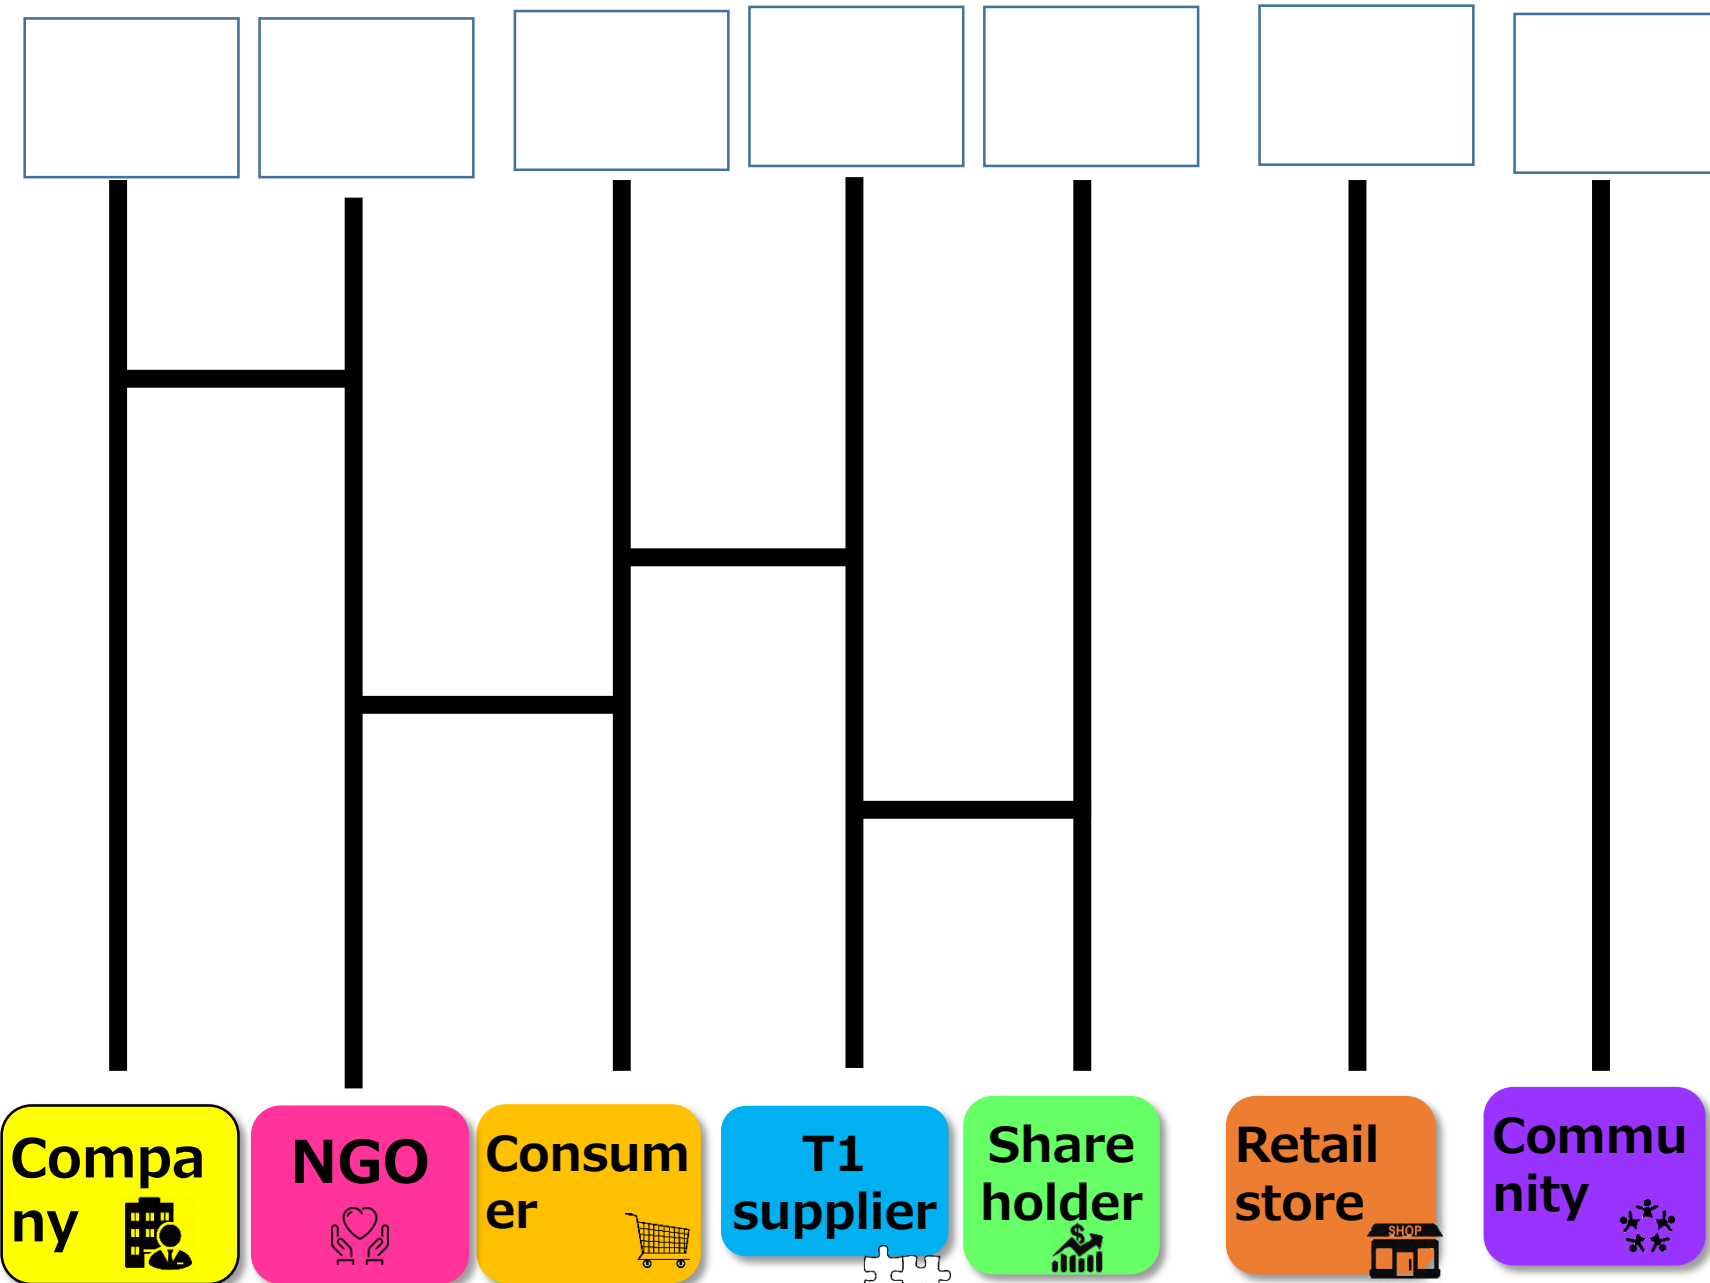 Compa
ny
NGO
Consum
er
T1
supplier
Share
holder
$
Retail
store
SHOP
Commu
nity